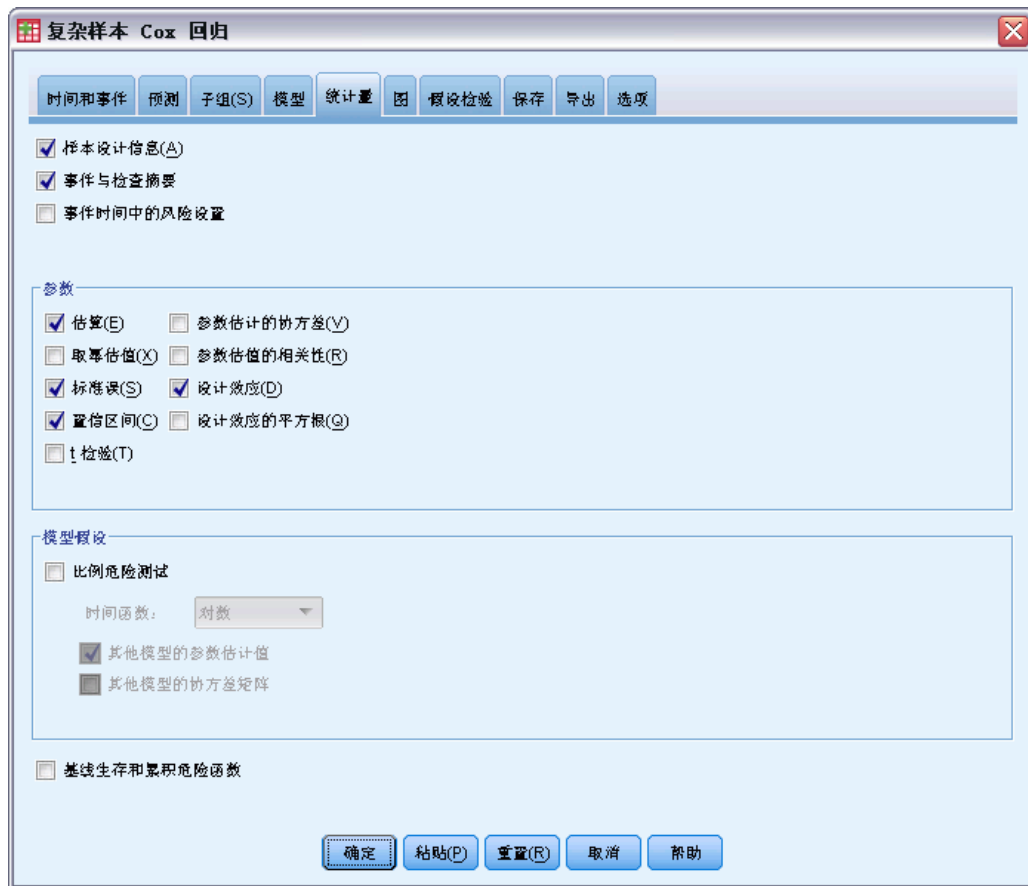 复杂样本 Cox 回归
时间和事件 预测 子组(S) 模型 统计量 图 假设检验 保存 导出 选项
样本设计信息(A)
事件与检查摘要
事件时间中的风险设置
参数
估算(E) 参数估计的协方差(V)
取幂估值(X) 参数估值的相关性(R)
标准误(S) 设计效应(D)
置信区间(C) 设计效应的平方根(Q)
t 检验(T)
模型假设
比例危险测试
时间函数: 对数
其他模型的参数估计值
其他模型的协方差矩阵
基线生存和累积危险函数
确定 粘贴(P) 重置(R) 取消 帮助